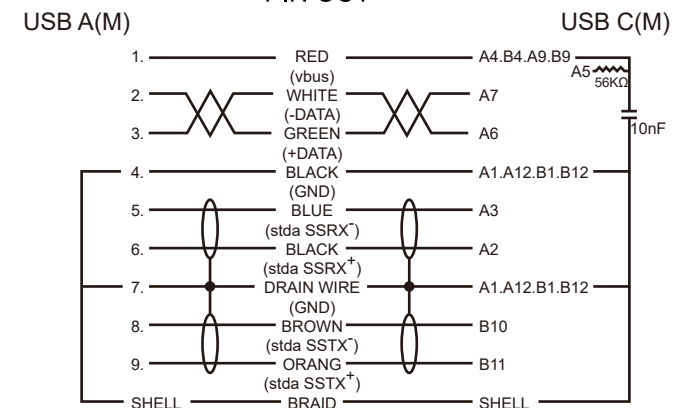 PIN OUT
USB A(M) USB C(M)
1. RED A4.B4.A9.B9
(vbus) A5 56KΩ
2. WHITE A7
(-DATA) 10nF
3. GREEN A6
(+DATA)
4. BLACK A1.A12.B1.B12
(GND)
5. BLUE A3
(stda SSRX-)
6. BLACK A2
(stda SSRX+)
7. DRAIN WIRE A1.A12.B1.B12
(GND)
8. BROWN B10
(stda SSTX-)
9. ORANG B11
(stda SSTX+)
SHELL BRAID SHELL